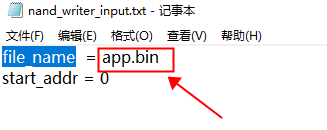 nand_writer_input.txt - 记事本
文件(F) 编辑(E) 格式(O) 查看(V) 帮助(H)
file_name = app.bin
start_addr = 0